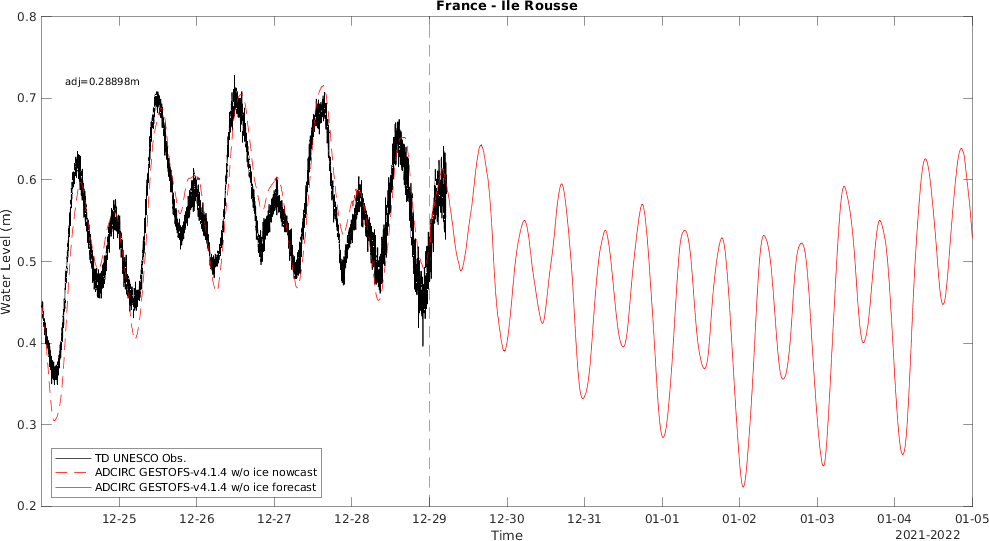 France - Ile Rousse
adj=0.28898m
Water Level (m)
0.8
0.7
0.6
0.5
0.4
0.3
0.2
TD UNESCO Obs.
ADCIRC GESTOFS-v4.1.4 w/o ice nowcast
ADCIRC GESTOFS-v4.1.4 w/o ice forecast
12-25 12-26 12-27 12-28 12-29 12-30 12-31 01-01 01-02 01-03 01-04 01-05
Time
2021-2022